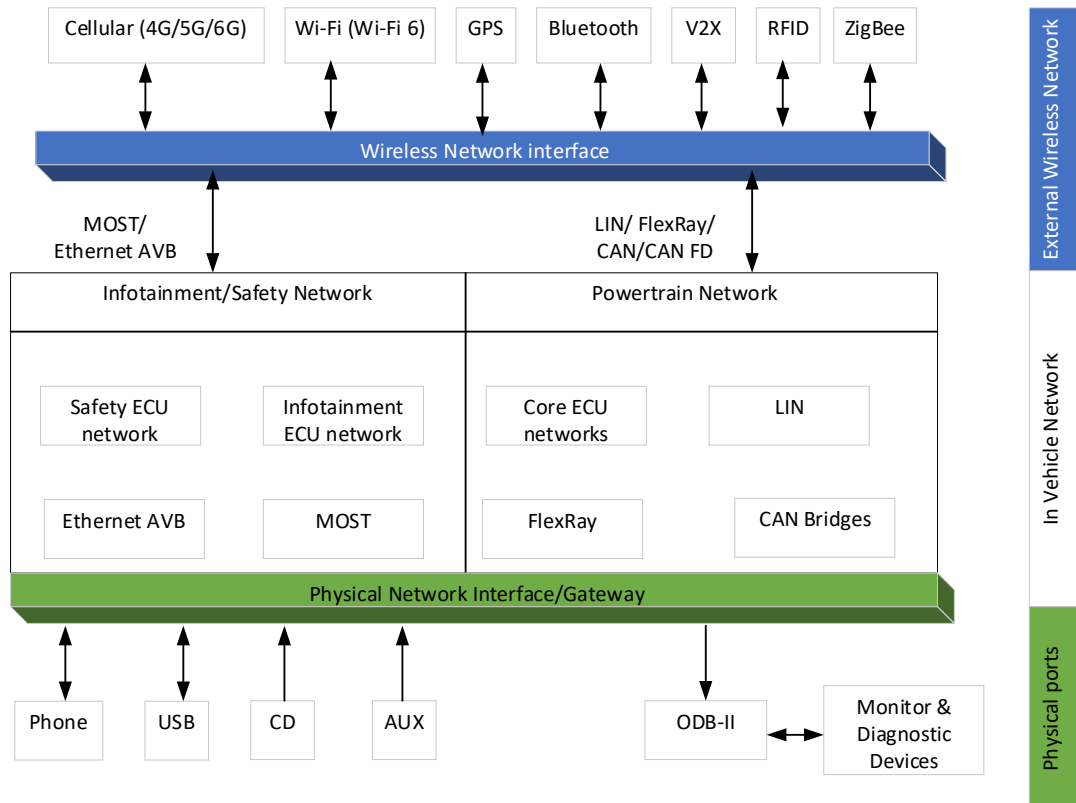 Cellular (4G/5G/6G)
Wi-Fi (Wi-Fi 6)
GPS
Bluetooth
V2X
RFID
ZigBee
Wireless Network interface
MOST/
Ethernet AVB
LIN/ FlexRay/
CAN/CAN FD
Infotainment/Safety Network
Powertrain Network
Safety ECU
network
Infotainment
ECU network
Core ECU
networks
LIN
Ethernet AVB
MOST
FlexRay
CAN Bridges
Physical Network Interface/Gateway
Phone
USB
CD
AUX
ODB-II
Monitor &
Diagnostic
Devices
External Wireless Network
In Vehicle Network
Physical ports